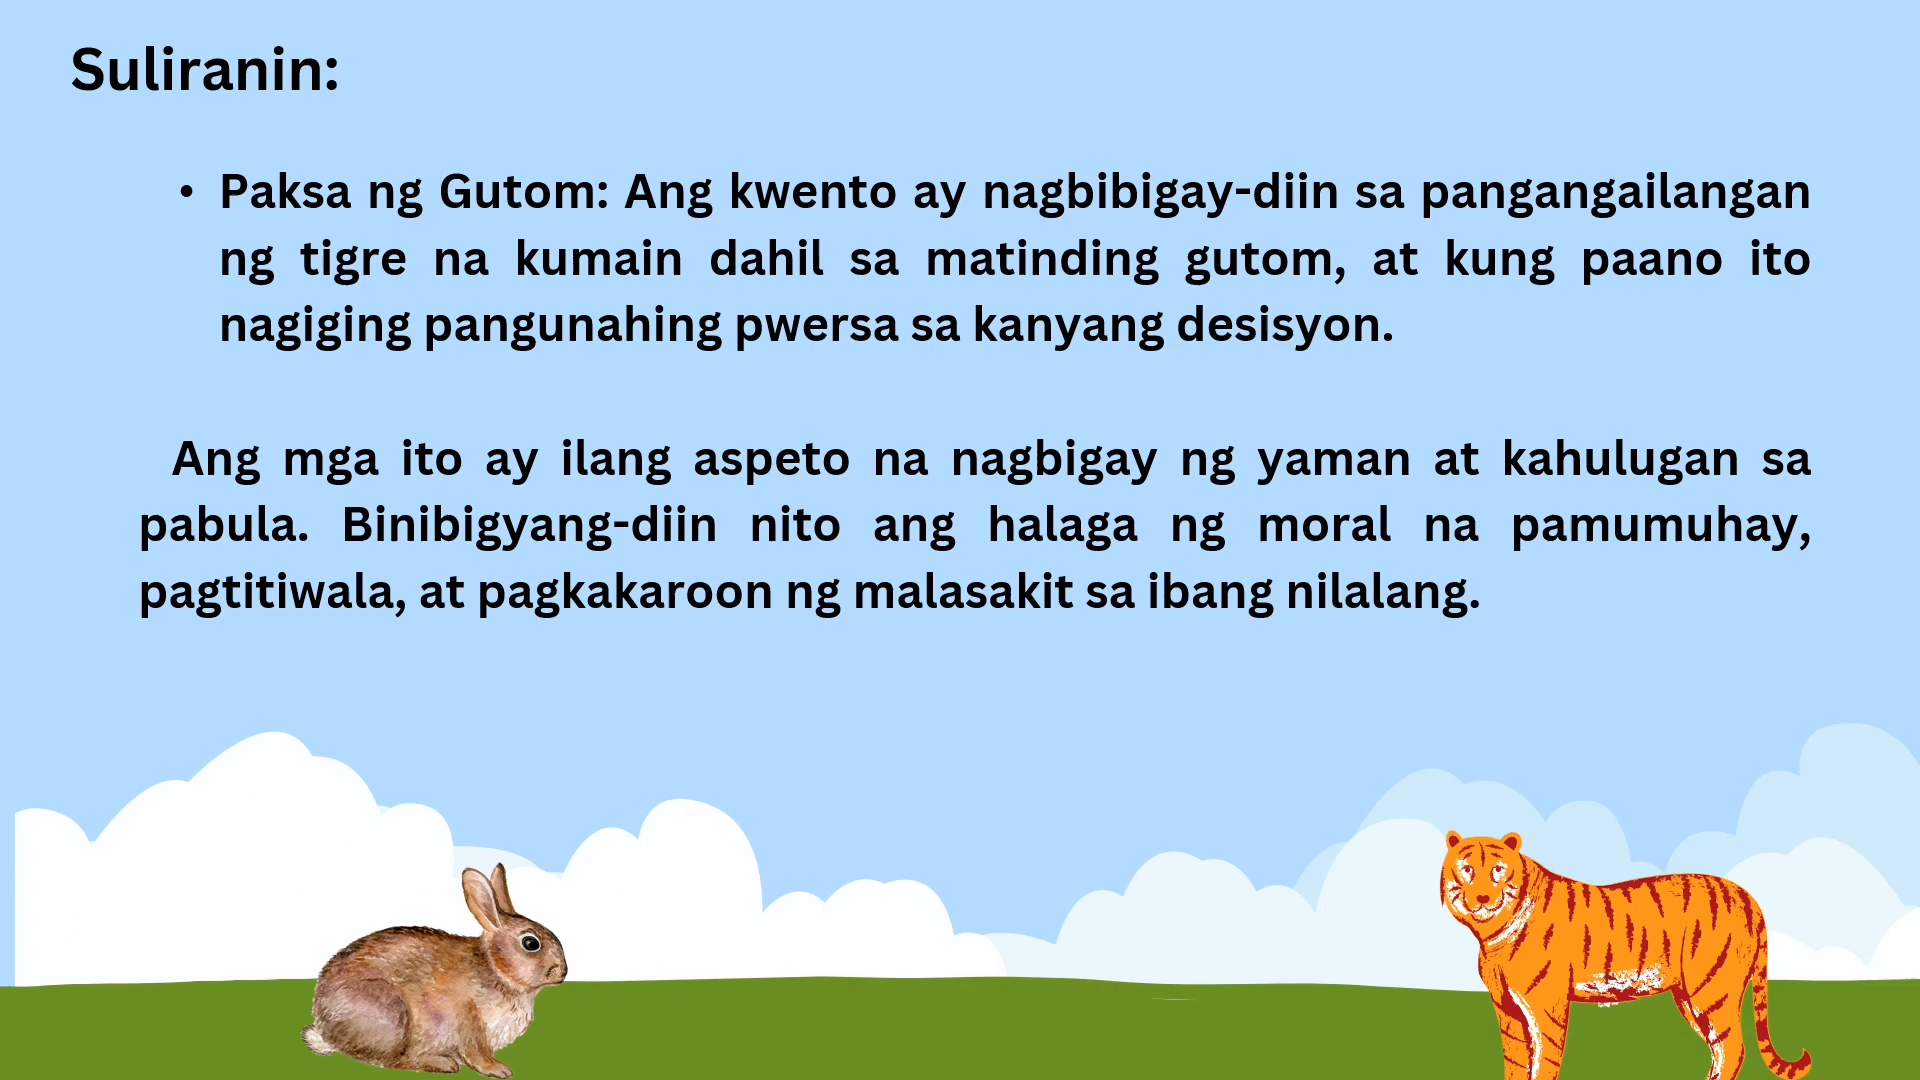 Suliranin:
• Paksa ng Gutom: Ang kwento ay nagbibigay-diin sa pangangailangan
ng tigre na kumain dahil sa matinding gutom, at kung paano ito
nagiging pangunahing pwersa sa kanyang desisyon.
Ang mga ito ay ilang aspeto na nagbigay ng yaman at kahulugan sa
pabula. Binibigyang-diin nito ang halaga ng moral na pamumuhay,
pagtitiwala, at pagkakaroon ng malasakit sa ibang nilalang.